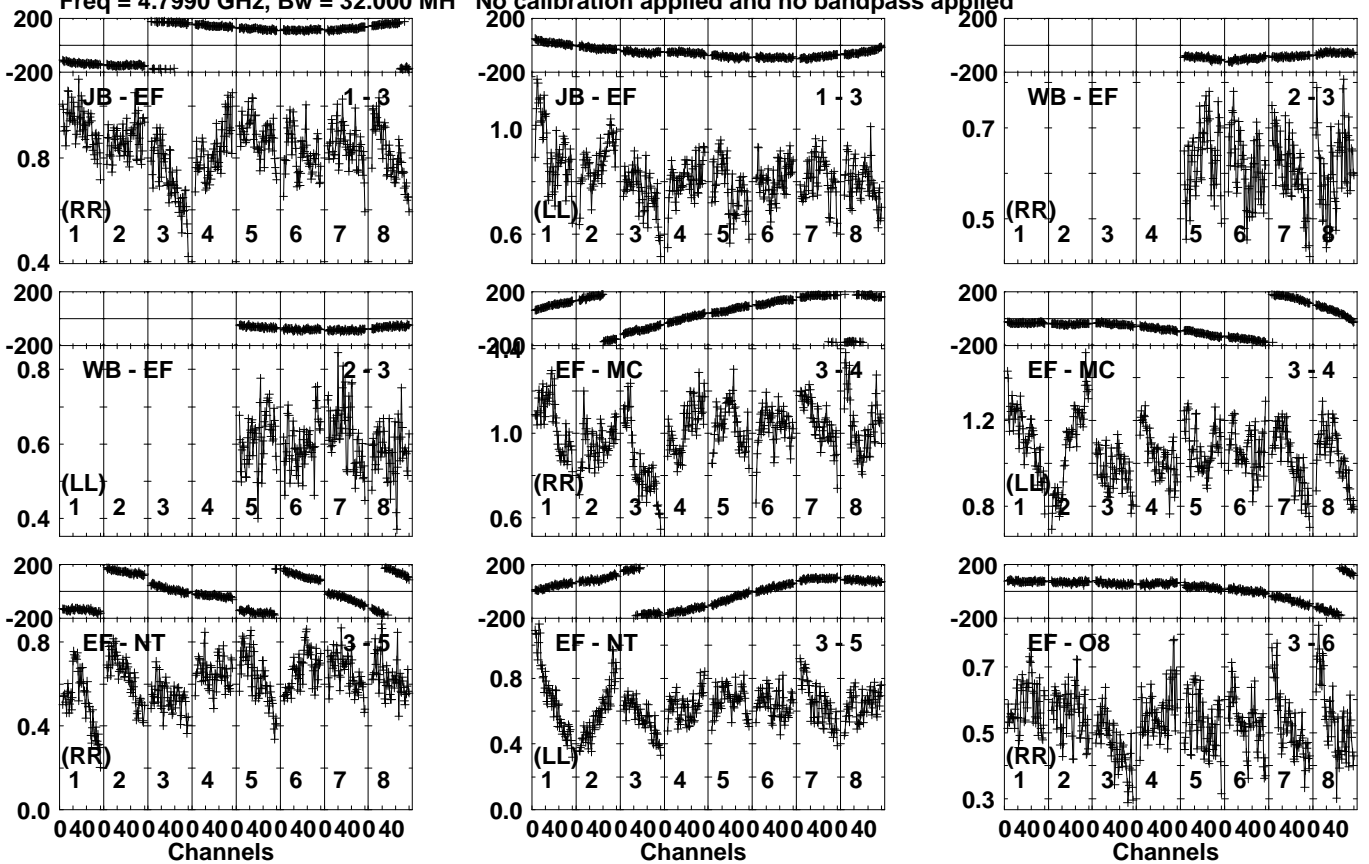 Freq = 4.7990 GHz, Bw = 32.000 MH No calibration applied and no bandpass applied
200
-200
JB - EF 1 - 3
0.8
(RR)
1 2 3 4 5 6 7 8
0.4
JB - EF 1 - 3
1.0
(LL)
0.6
1 2 3 4 5 6 7 8
200
-200
WB - EF 2 - 3
0.7
(RR)
0.5
1 2 3 4 5 6 7 8
200
-200
0.8
WB - EF 2 - 3
0.6
(LL)
1 2 3 4 5 6 7 8
0.4
200
-200
1.4
EF - MC 3 - 4
1.0
(RR)
1 2 3 4 5 6 7 8
0.6
200
-200
EF - MC 3 - 4
1.2
(LL)
0.8
1 2 3 4 5 6 7 8
200
-200
0.8
EF - NT 3 - 5
0.4
(RR)
1 2 3 4 5 6 7 8
0.0
200
-200
EF - NT 3 - 5
0.8
0.4
(LL)
1 2 3 4 5 6 7 8
0.0
200
-200
EF - O8 3 - 6
0.7
0.5
(RR)
1 2 3 4 5 6 7 8
0.3
0 40 0 40 0 40 0 40 0 40 0 40 0 40 0 40
Channels
0 40 0 40 0 40 0 40 0 40 0 40 0 40 0 40
Channels
0 40 0 40 0 40 0 40 0 40 0 40 0 40 0 40
Channels